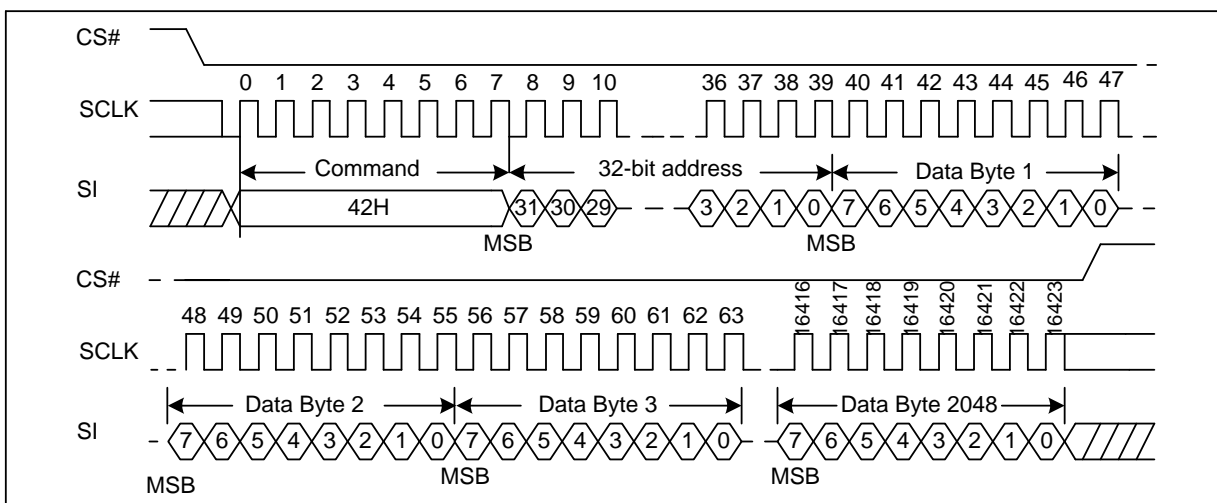 CS#
0 1 2 3 4 5 6 7 8 9 10 36 37 38 39 40 41 42 43 44 45 46 47
SCLK
Command 32-bit address Data Byte 1
SI
42H 31 30 29 3 2 1 0 7 6 5 4 3 2 1 0
MSB MSB
CS#
48 49 50 51 52 53 54 55 56 57 58 59 60 61 62 63 16416 16417 16418 16419 16420 16421 16422 16423
SCLK
Data Byte 2 Data Byte 3 Data Byte 2048
SI
7 6 5 4 3 2 1 0 7 6 5 4 3 2 1 0 7 6 5 4 3 2 1 0
MSB MSB MSB